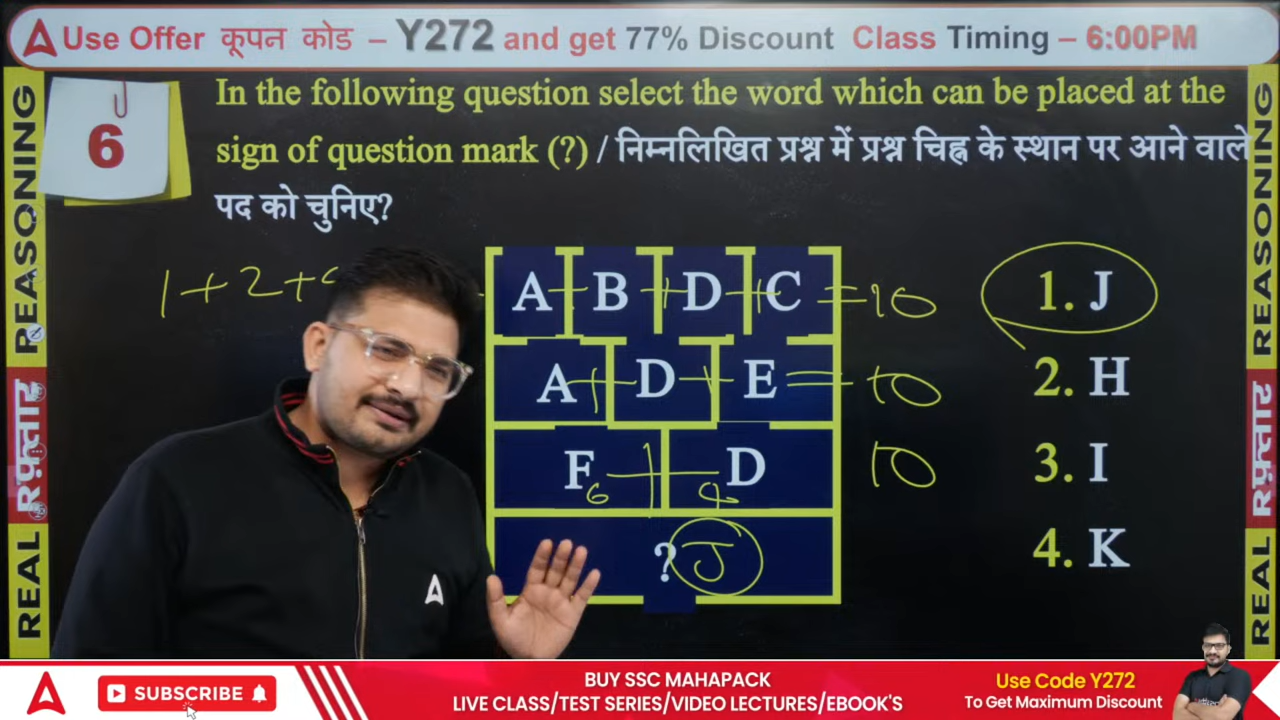 Use Offer कूपन कोड – Y272 and get 77% Discount Class Timing – 6:00PM
REAL रफ़्तार REASONING
6
In the following question select the word which can be placed at the
sign of question mark (?) / निम्नलिखित प्रश्न में प्रश्न चिह्न के स्थान पर आने वाले
पद को चुनिए?
1+2+
A + B + D + C = 10
A + D + E = 10
F + D 10
6 4
? J
1. J
2. H
3. I
4. K
REAL रफ़्तार REASONING
SUBSCRIBE
BUY SSC MAHAPACK
LIVE CLASS/TEST SERIES/VIDEO LECTURES/EBOOK'S
Use Code Y272
To Get Maximum Discount